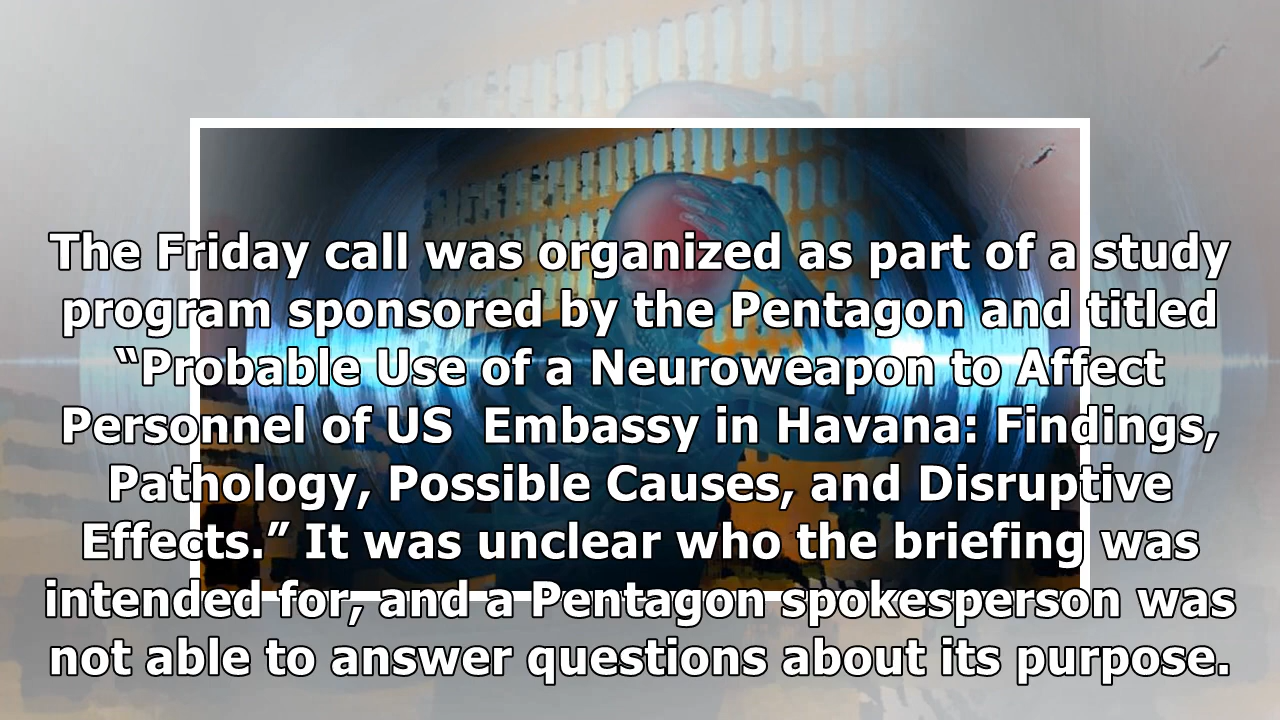 The Friday call was organized as part of a study
program sponsored by the Pentagon and titled
“Probable Use of a Neuroweapon to Affect
Personnel of US  Embassy in Havana: Findings,
Pathology, Possible Causes, and Disruptive
Effects.” It was unclear who the briefing was
intended for, and a Pentagon spokesperson was
not able to answer questions about its purpose.